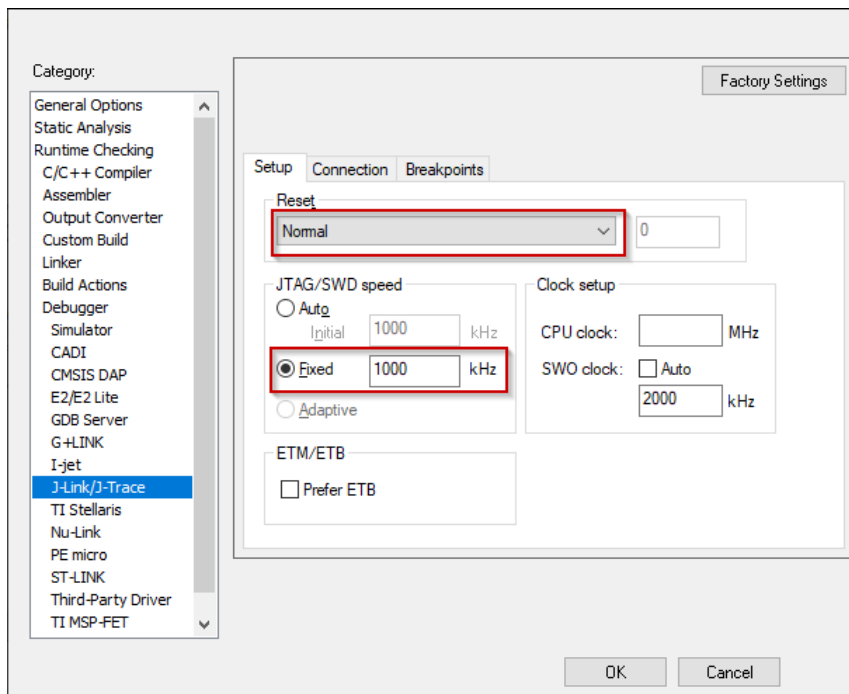 Category:
Factory Settings
General Options
Static Analysis
Runtime Checking
C/C++ Compiler
Assembler
Output Converter
Custom Build
Linker
Build Actions
Debugger
Simulator
CADI
CMSIS DAP
E2/E2 Lite
GDB Server
G+LINK
I-jet
J-Link/J-Trace
TI Stellaris
Nu-Link
PE micro
ST-LINK
Third-Party Driver
TI MSP-FET
Setup Connection Breakpoints
Reset
Normal 0
JTAG/SWD speed
Auto
Initial 1000 kHz
Fixed 1000 kHz
Adaptive
Clock setup
CPU clock: MHz
SWO clock: Auto
2000 kHz
ETM/ETB
Prefer ETB
OK Cancel